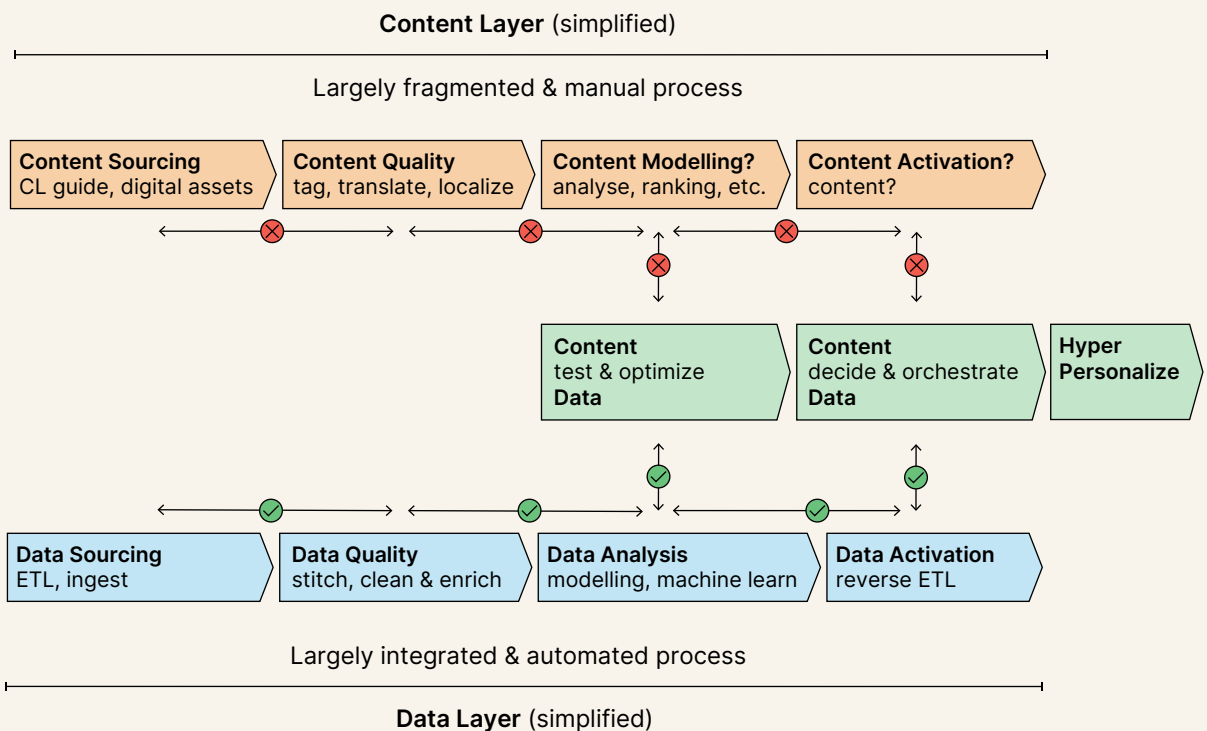 Content Layer (simplified)
Largely fragmented & manual process
Content Sourcing
CL guide, digital assets
Content Quality
tag, translate, localize
Content Modelling?
analyse, ranking, etc.
Content Activation?
content?
Content
test & optimize
Data
Content
decide & orchestrate
Data
Hyper
Personalize
Data Sourcing
ETL, ingest
Data Quality
stitch, clean & enrich
Data Analysis
modelling, machine learn
Data Activation
reverse ETL
Largely integrated & automated process
Data Layer (simplified)